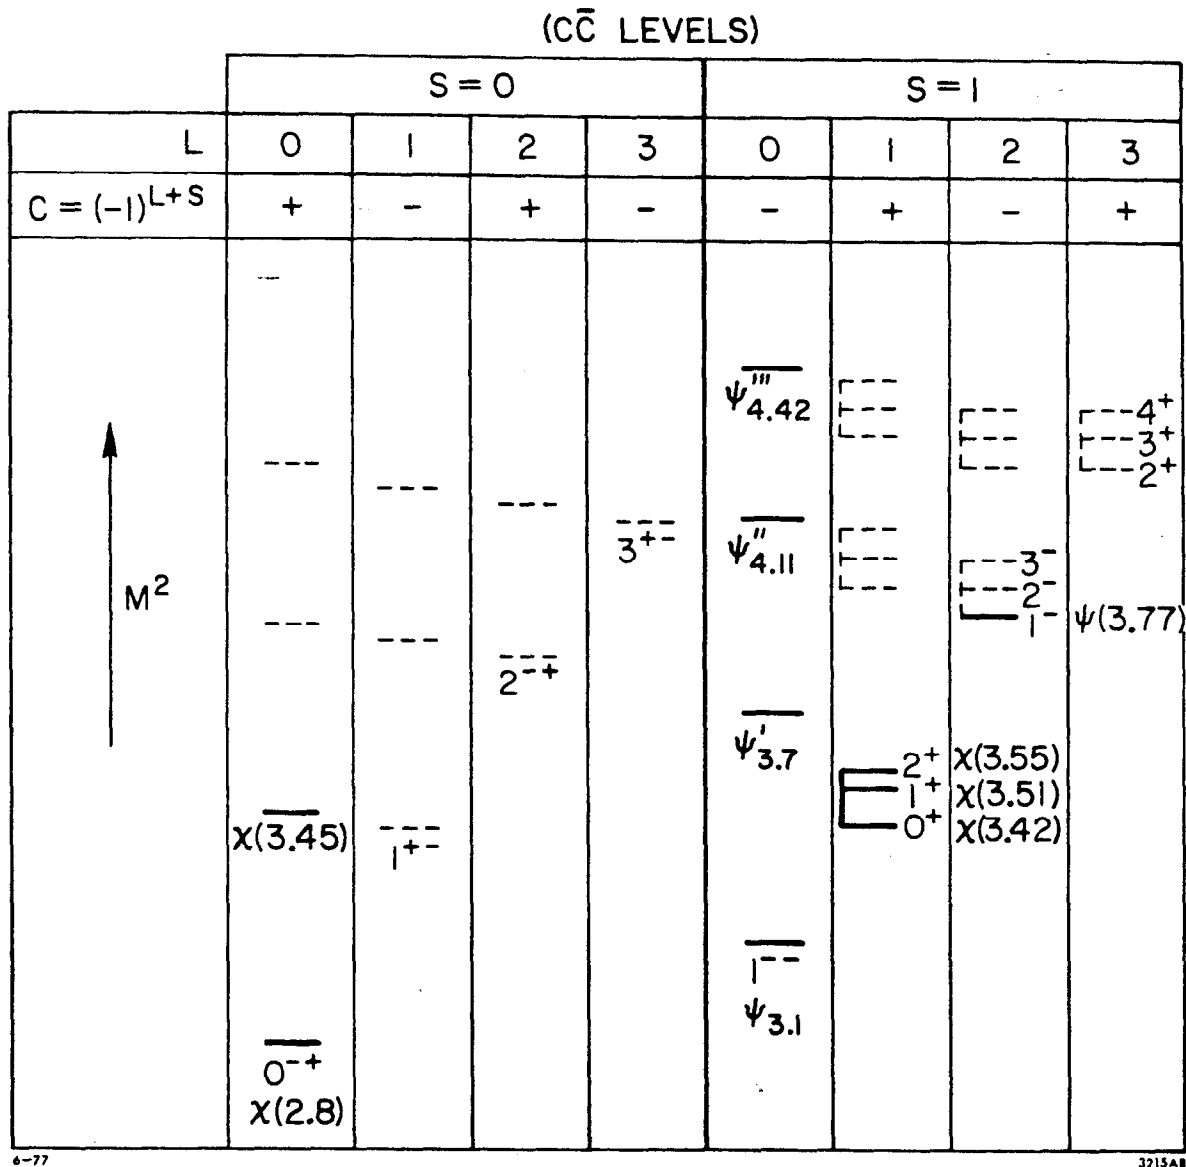 (CC̄ LEVELS)
S = 0 S = 1
L 0 1 2 3 0 1 2 3
C = (-1)^{L+S} + - + - - + - +
ψ'''4.42
4⁺
3⁺
2⁺
3⁺⁻
ψ''4.11
3⁻
2⁻
1⁻ ψ(3.77)
M²
2⁻⁺
ψ'3.7
2⁺ χ(3.55)
1⁺ χ(3.51)
0⁺ χ(3.42)
χ(3.45)
1⁺⁻
1⁻⁻
ψ3.1
0⁻⁺
χ(2.8)
6-77 3215A8